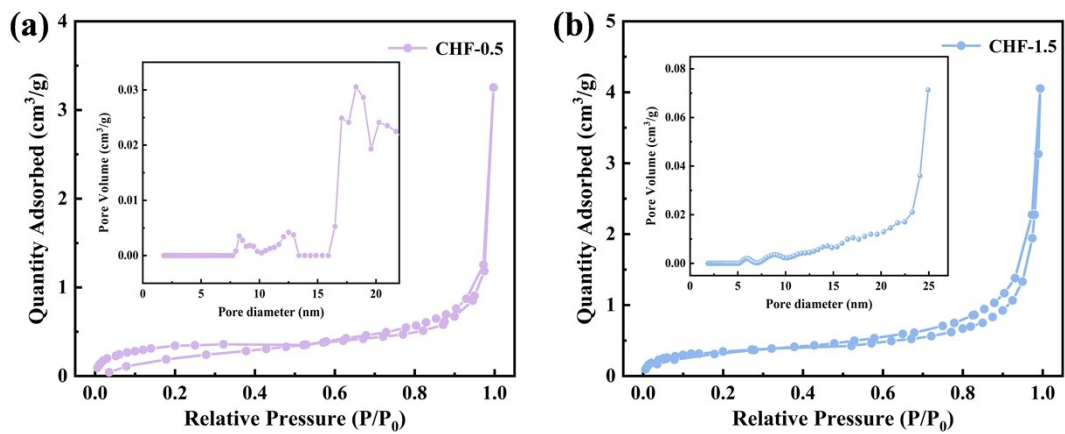 (a)
CHF-0.5
Quantity Adsorbed (cm³/g)
4
3
2
1
0
0.0 0.2 0.4 0.6 0.8 1.0
Relative Pressure (P/P₀)
Pore Volume (cm³/g)
0.03
0.02
0.01
0.00
0 5 10 15 20
Pore diameter (nm)
(b)
CHF-1.5
Quantity Adsorbed (cm³/g)
5
4
3
2
1
0
0.0 0.2 0.4 0.6 0.8 1.0
Relative Pressure (P/P₀)
Pore Volume (cm³/g)
0.08
0.06
0.04
0.02
0.00
0 5 10 15 20 25
Pore diameter (nm)